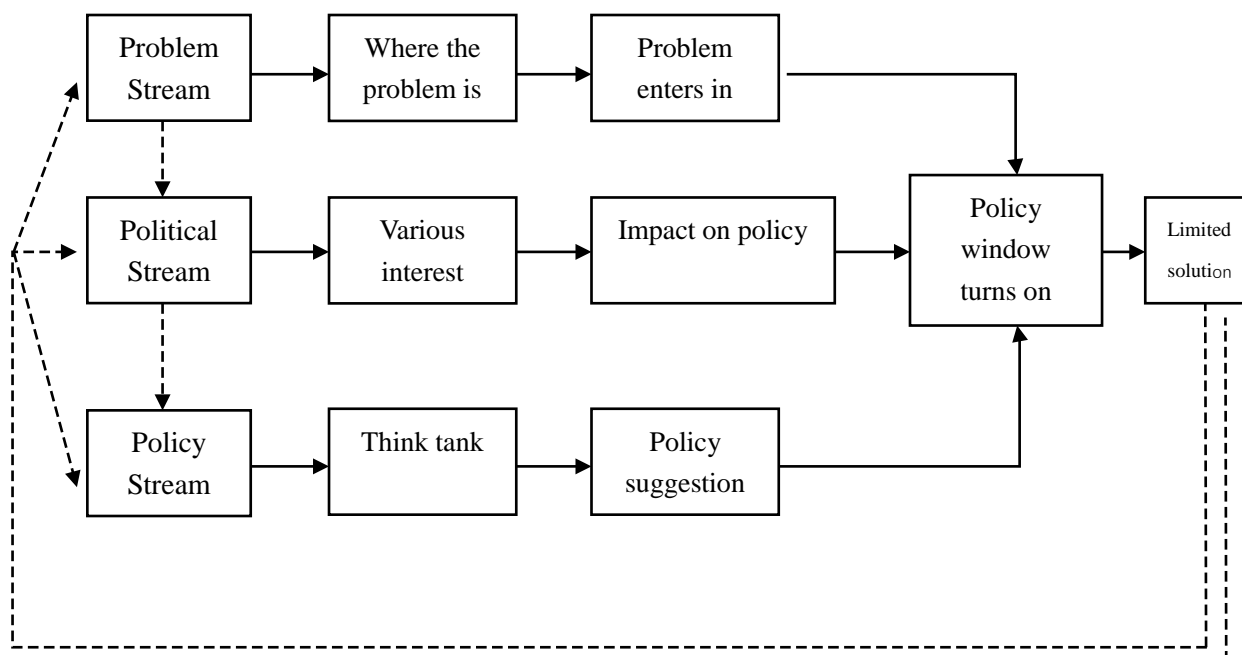 Problem
Stream
Where the
problem is
Problem
enters in
Political
Stream
Various
interest
Impact on policy
Policy
window
turns on
Limited
solution
Policy
Stream
Think tank
Policy
suggestion